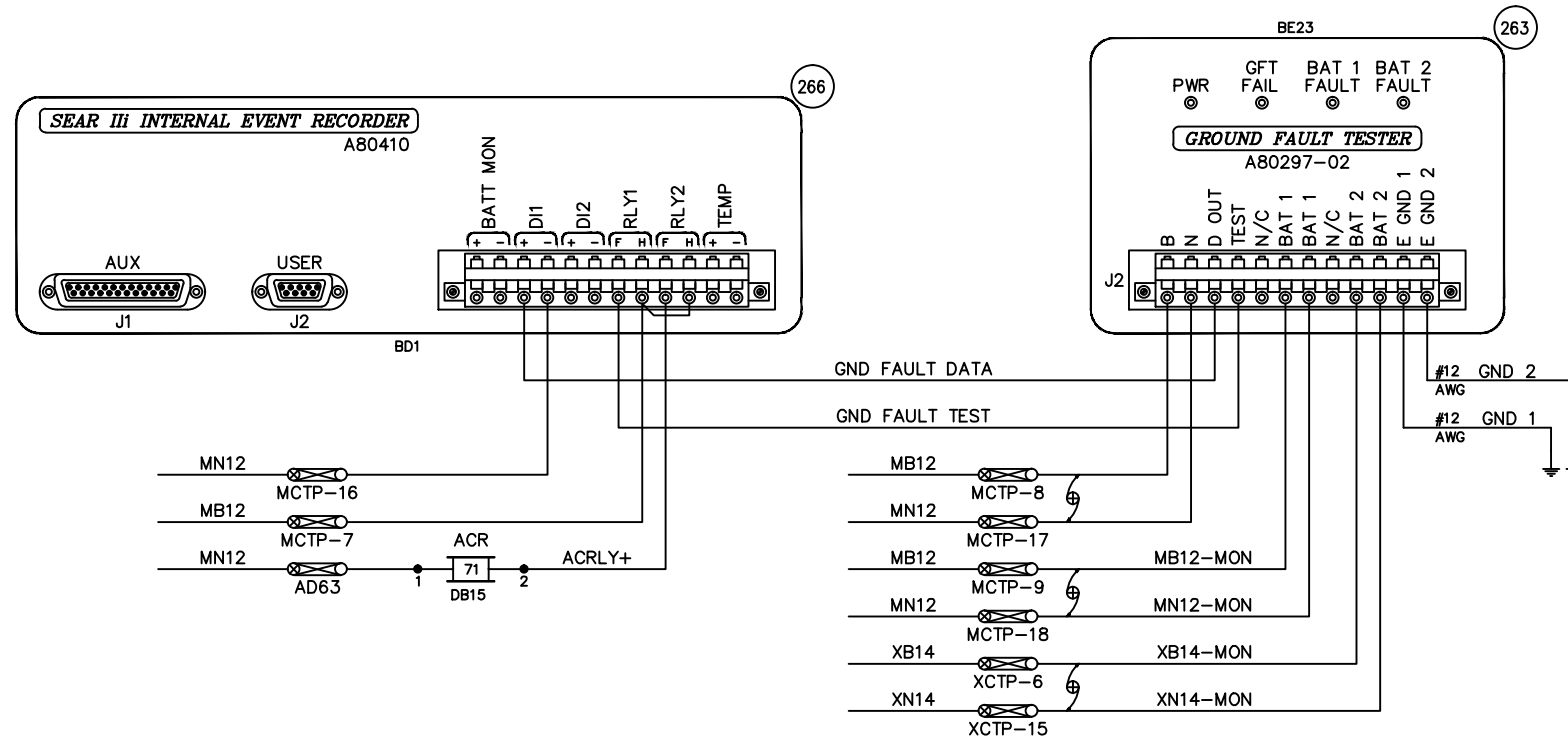 266
SEAR IIi INTERNAL EVENT RECORDER
A80410
BATT MON
DI1
DI2
RLY1
RLY2
TEMP
+ - + - + - F H F H + -
AUX
J1
USER
J2
BD1
BE23
263
PWR
GFT FAIL
BAT 1 FAULT
BAT 2 FAULT
GROUND FAULT TESTER
A80297-02
B
N
D OUT
TEST
N/C
BAT 1
BAT 1
N/C
BAT 2
BAT 2
E GND 1
E GND 2
J2
GND FAULT DATA
GND FAULT TEST
#12 AWG
GND 2
#12 AWG
GND 1
MN12
MCTP-16
MB12
MCTP-7
MN12
AD63
1
ACR
71
DB15
2
ACRLY+
MB12
MCTP-8
MN12
MCTP-17
MB12
MCTP-9
MB12-MON
MN12
MCTP-18
MN12-MON
XB14
XCTP-6
XB14-MON
XN14
XCTP-15
XN14-MON